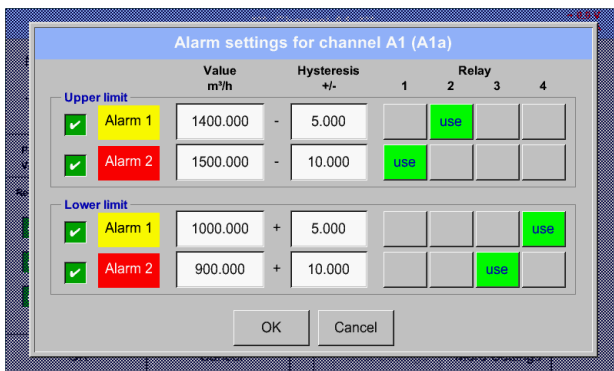 *** Channel A1 ***
Alarm settings for channel A1 (A1a)
Value Hysteresis Relay
m³/h +/- 1 2 3 4
Upper limit
Alarm 1 1400.000 - 5.000 use
Alarm 2 1500.000 - 10.000 use
Lower limit
Alarm 1 1000.000 + 5.000 use
Alarm 2 900.000 + 10.000 use
OK Cancel